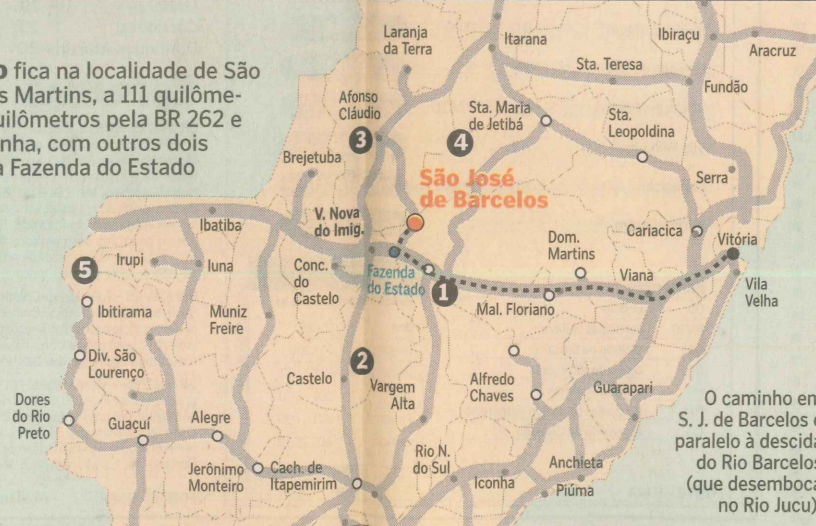 fica na localidade de São
s Martins, a 111 quilôme-
uilômetros pela BR 262 e
nha, com outros dois
a Fazenda do Estado
Laranja
da Terra
Itarana
Ibiraçu
Aracruz
Sta. Teresa
Fundão
Afonso
Cláudio
3
4
Sta. Maria
de Jetibá
Sta.
Leopoldina
Brejetuba
Serra
São José
de Barcelos
V. Nova
do Imig.
Ibatiba
Cariacica
Vitória
Dom.
Martins
Irupi
Iuna
5
Conc.
do
Castelo
Fazenda
do Estado
1
Viana
Vila
Velha
Ibitirama
Muniz
Freire
Mal. Floriano
Div. São
Lourenço
2
Castelo
Vargem
Alta
Alfredo
Chaves
Guarapari
Dores
do Rio
Preto
Guaçuí
Alegre
O caminho en
S. J. de Barcelos e
paralelo à descida
do Rio Barcelos
(que desemboca
no Rio Jucu)
Jerônimo
Monteiro
Cach. de
Itapemirim
Rio N.
do Sul
Iconha
Anchieta
Piúma